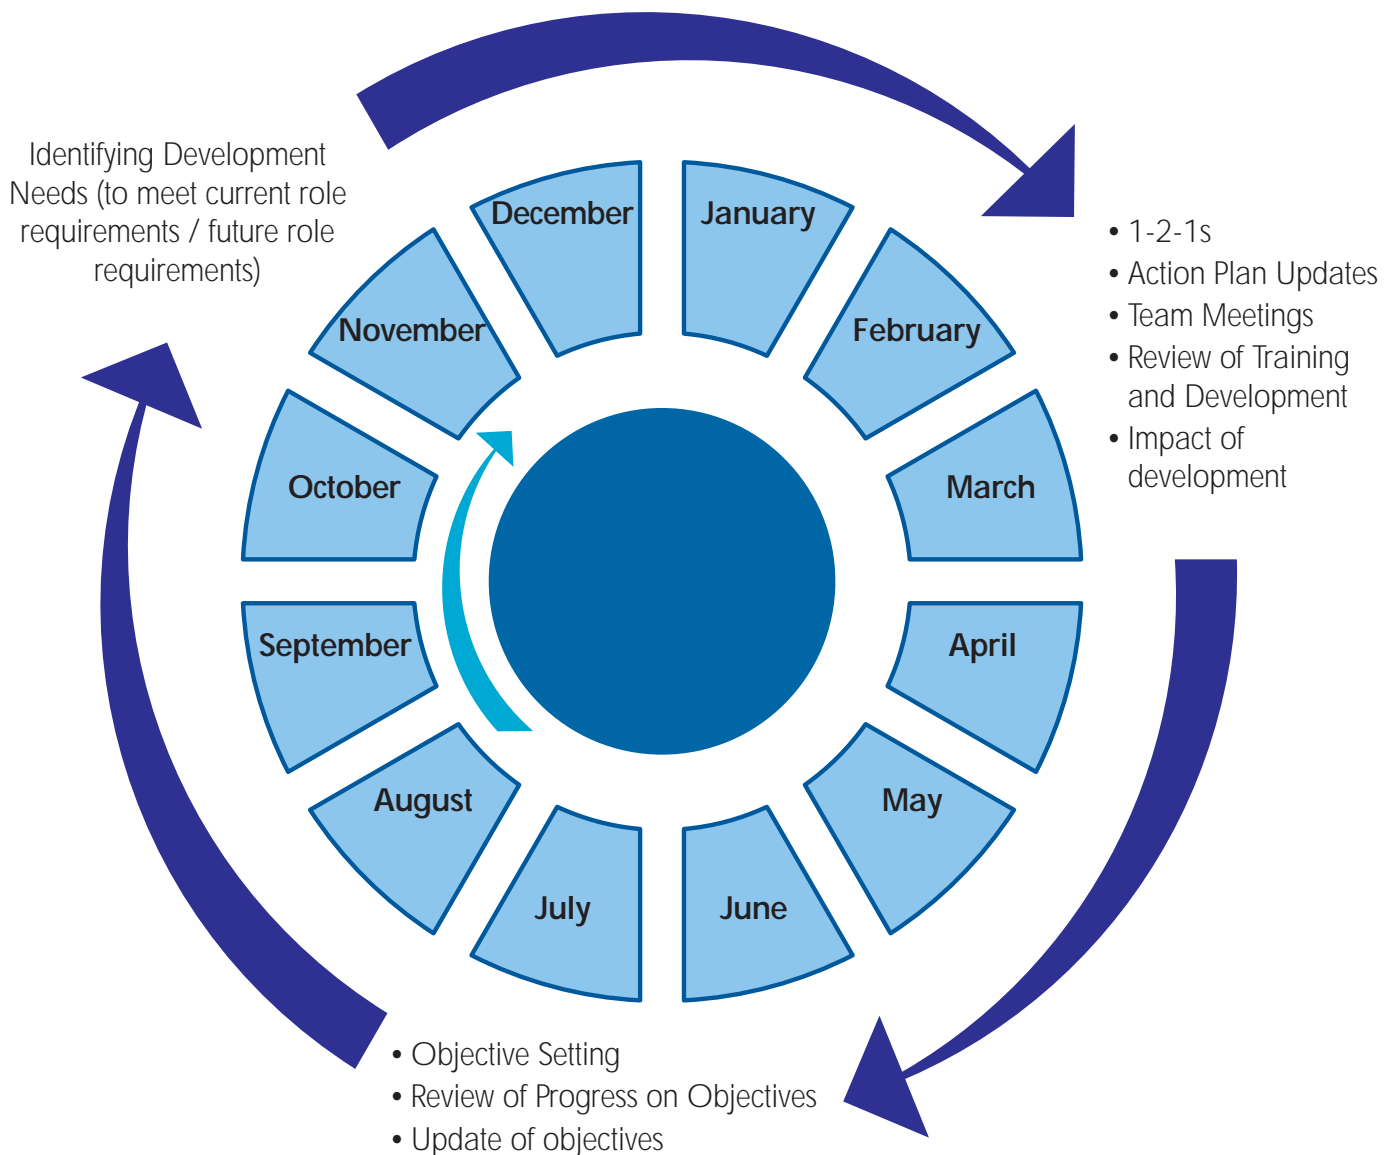 Identifying Development
Needs (to meet current role
requirements / future role
requirements)
December
January
November
February
October
March
September
April
August
May
July
June
• 1-2-1s
• Action Plan Updates
• Team Meetings
• Review of Training
and Development
• Impact of
development
• Objective Setting
• Review of Progress on Objectives
• Update of objectives